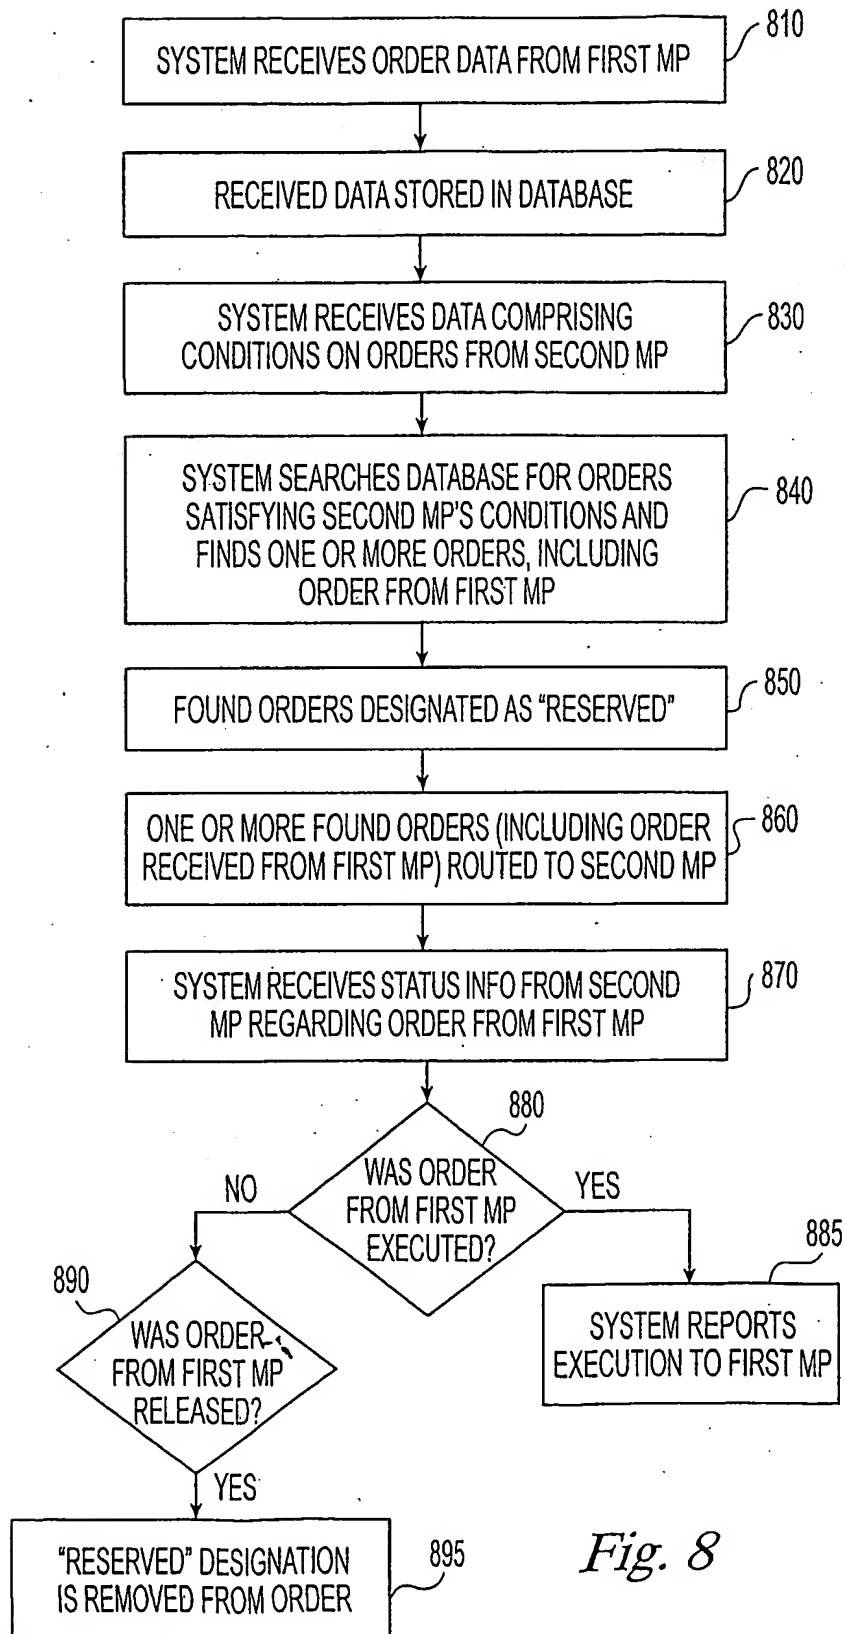 810
SYSTEM RECEIVES ORDER DATA FROM FIRST MP
820
RECEIVED DATA STORED IN DATABASE
830
SYSTEM RECEIVES DATA COMPRISING
CONDITIONS ON ORDERS FROM SECOND MP
840
SYSTEM SEARCHES DATABASE FOR ORDERS
SATISFYING SECOND MP'S CONDITIONS AND
FINDS ONE OR MORE ORDERS, INCLUDING
ORDER FROM FIRST MP
850
FOUND ORDERS DESIGNATED AS "RESERVED"
860
ONE OR MORE FOUND ORDERS (INCLUDING ORDER
RECEIVED FROM FIRST MP) ROUTED TO SECOND MP
870
SYSTEM RECEIVES STATUS INFO FROM SECOND
MP REGARDING ORDER FROM FIRST MP
880
WAS ORDER
FROM FIRST MP
EXECUTED?
NO
YES
885
SYSTEM REPORTS
EXECUTION TO FIRST MP
890
WAS ORDER
FROM FIRST MP
RELEASED?
YES
895
"RESERVED" DESIGNATION
IS REMOVED FROM ORDER
Fig. 8